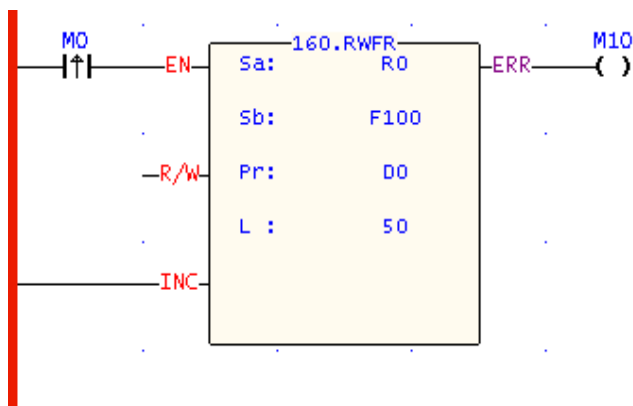 M0
160.RWFR
M10
EN
Sa: R0
ERR
Sb: F100
R/W
Pr: D0
L : 50
INC